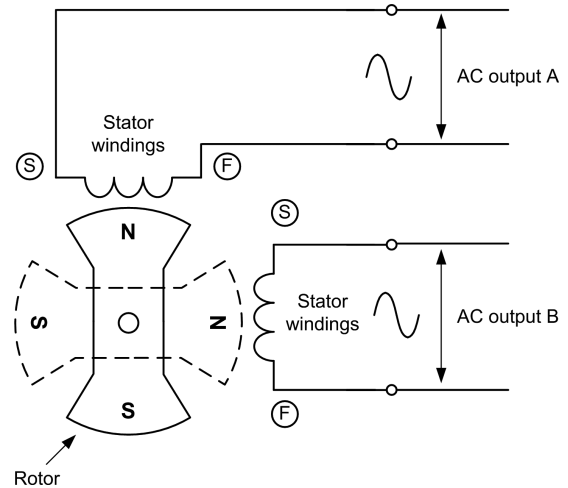 AC output A
Stator
windings
S
F
N
S
S
N
Stator
windings
AC output B
S
F
Rotor